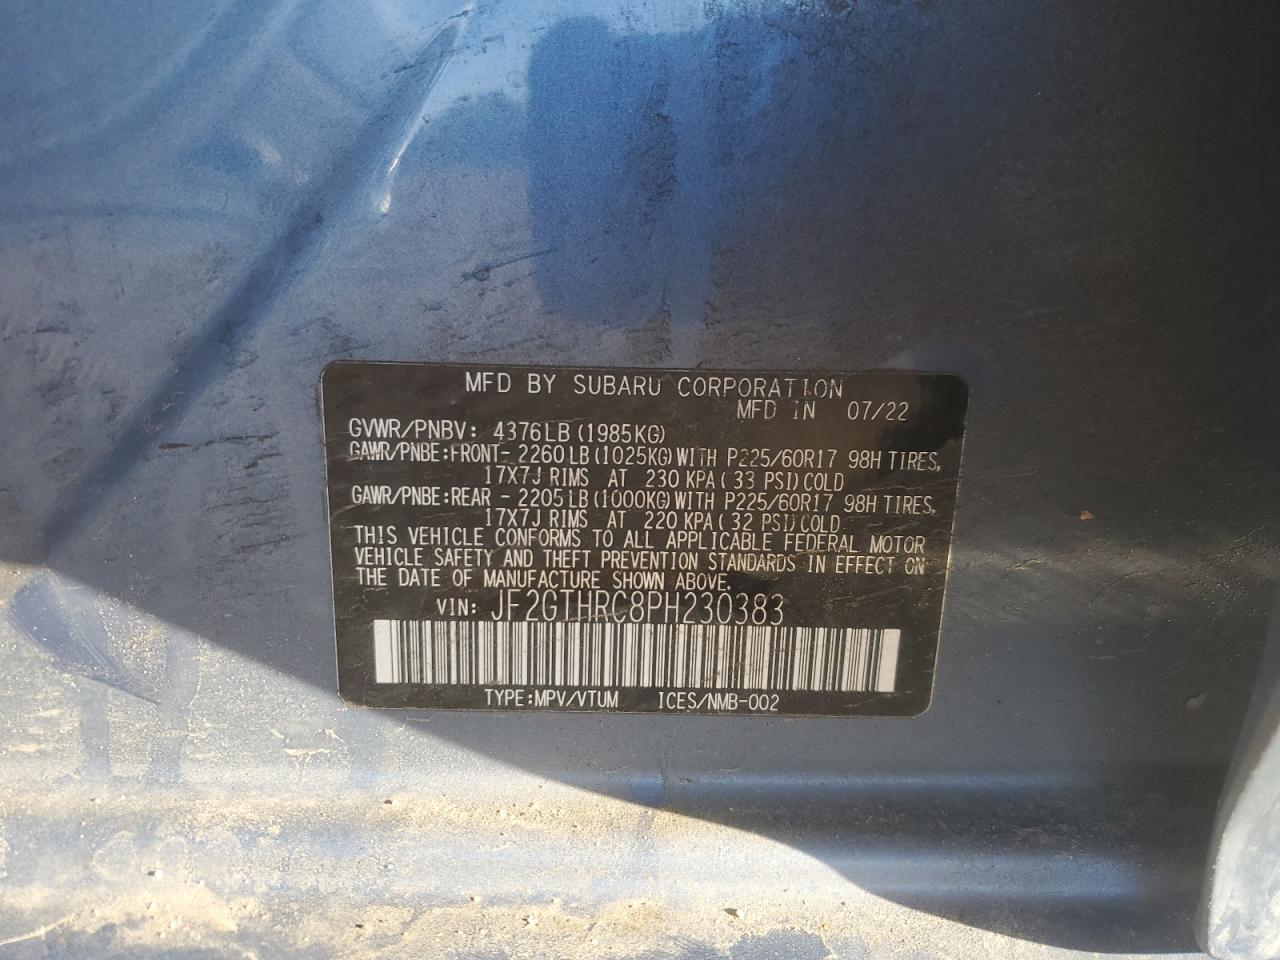 MFD BY SUBARU CORPORATION
MFD IN 07/22
GVWR/PNBV: 4376LB (1985KG)
GAWR/PNBE:FRONT- 2260LB (1025KG) WITH P225/60R17 98H TIRES,
17X7J RIMS AT 230 KPA ( 33 PSI) COLD
GAWR/PNBE:REAR - 2205LB (1000KG) WITH P225/60R17 98H TIRES,
17X7J RIMS AT 220 KPA ( 32 PSI) COLD
THIS VEHICLE CONFORMS TO ALL APPLICABLE FEDERAL MOTOR
VEHICLE SAFETY AND THEFT PREVENTION STANDARDS IN EFFECT ON
THE DATE OF MANUFACTURE SHOWN ABOVE.
VIN: JF2GTHRC8PH230383
TYPE:MPV/VTUM ICES/NMB-002